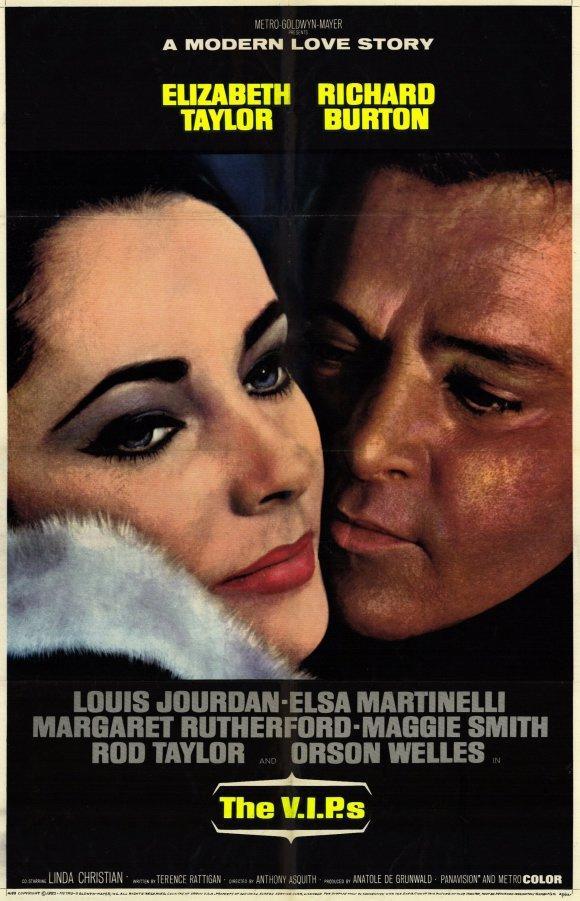 METRO-GOLDWYN-MAYER
PRESENTS
A MODERN LOVE STORY
ELIZABETH RICHARD
TAYLOR BURTON
LOUIS JOURDAN-ELSA MARTINELLI
MARGARET RUTHERFORD-MAGGIE SMITH
ROD TAYLOR AND ORSON WELLES IN
The V.I.P.s
CO-STARRING LINDA CHRISTIAN · WRITTEN BY TERENCE RATTIGAN · DIRECTED BY ANTHONY ASQUITH · PRODUCED BY ANATOLE DE GRUNWALD · PANAVISION® AND METROCOLOR